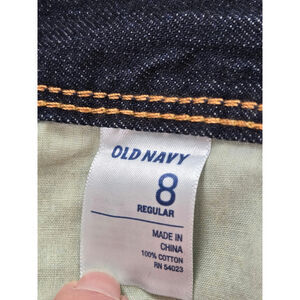 OLD NAVY
8
REGULAR
MADE IN
CHINA
100% COTTON
RN 54023